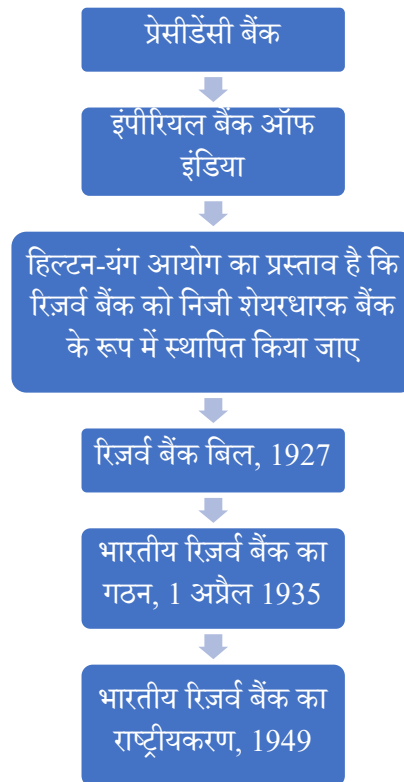 प्रेसीडेंसी बैंक
इंपीरियल बैंक ऑफ
इंडिया
हिल्टन-यंग आयोग का प्रस्ताव है कि
रिज़र्व बैंक को निजी शेयरधारक बैंक
के रूप में स्थापित किया जाए
रिज़र्व बैंक बिल, 1927
भारतीय रिज़र्व बैंक का
गठन, 1 अप्रैल 1935
भारतीय रिज़र्व बैंक का
राष्ट्रीयकरण, 1949